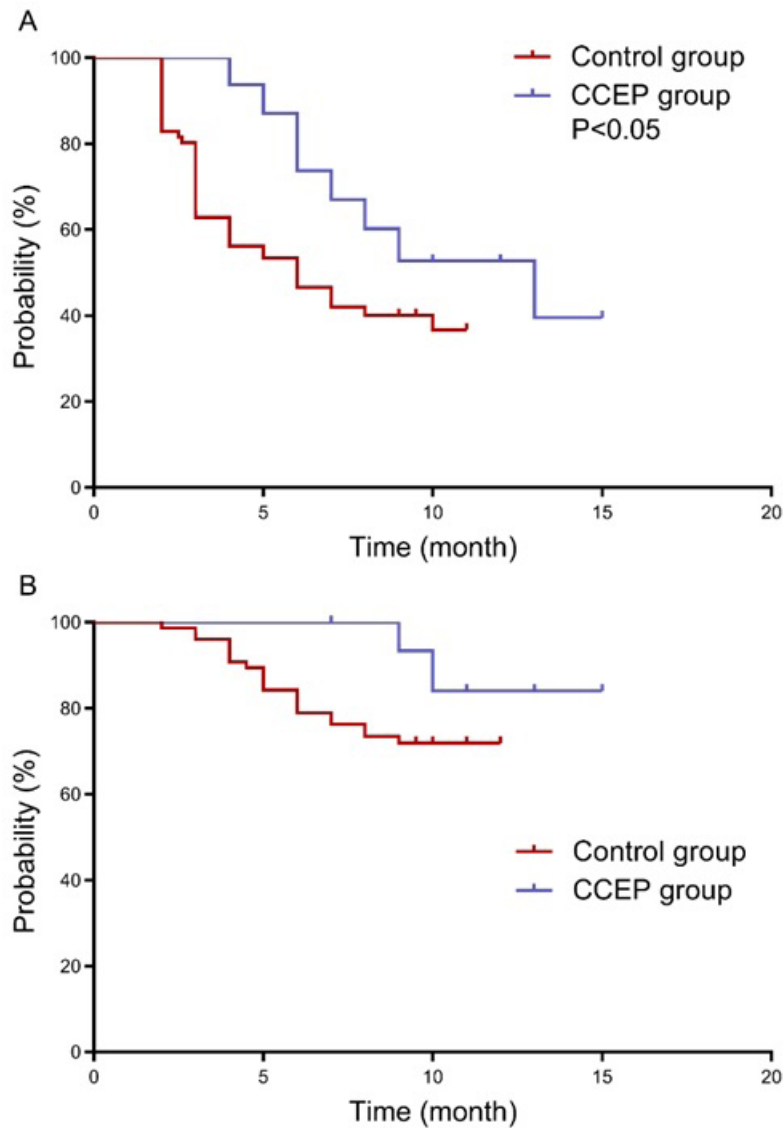 A
Control group
CCEP group
P<0.05
100
80
60
40
20
0
Probability (%)
0 5 10 15 20
Time (month)
B
100
80
60
40
20
0
Probability (%)
Control group
CCEP group
0 5 10 15 20
Time (month)